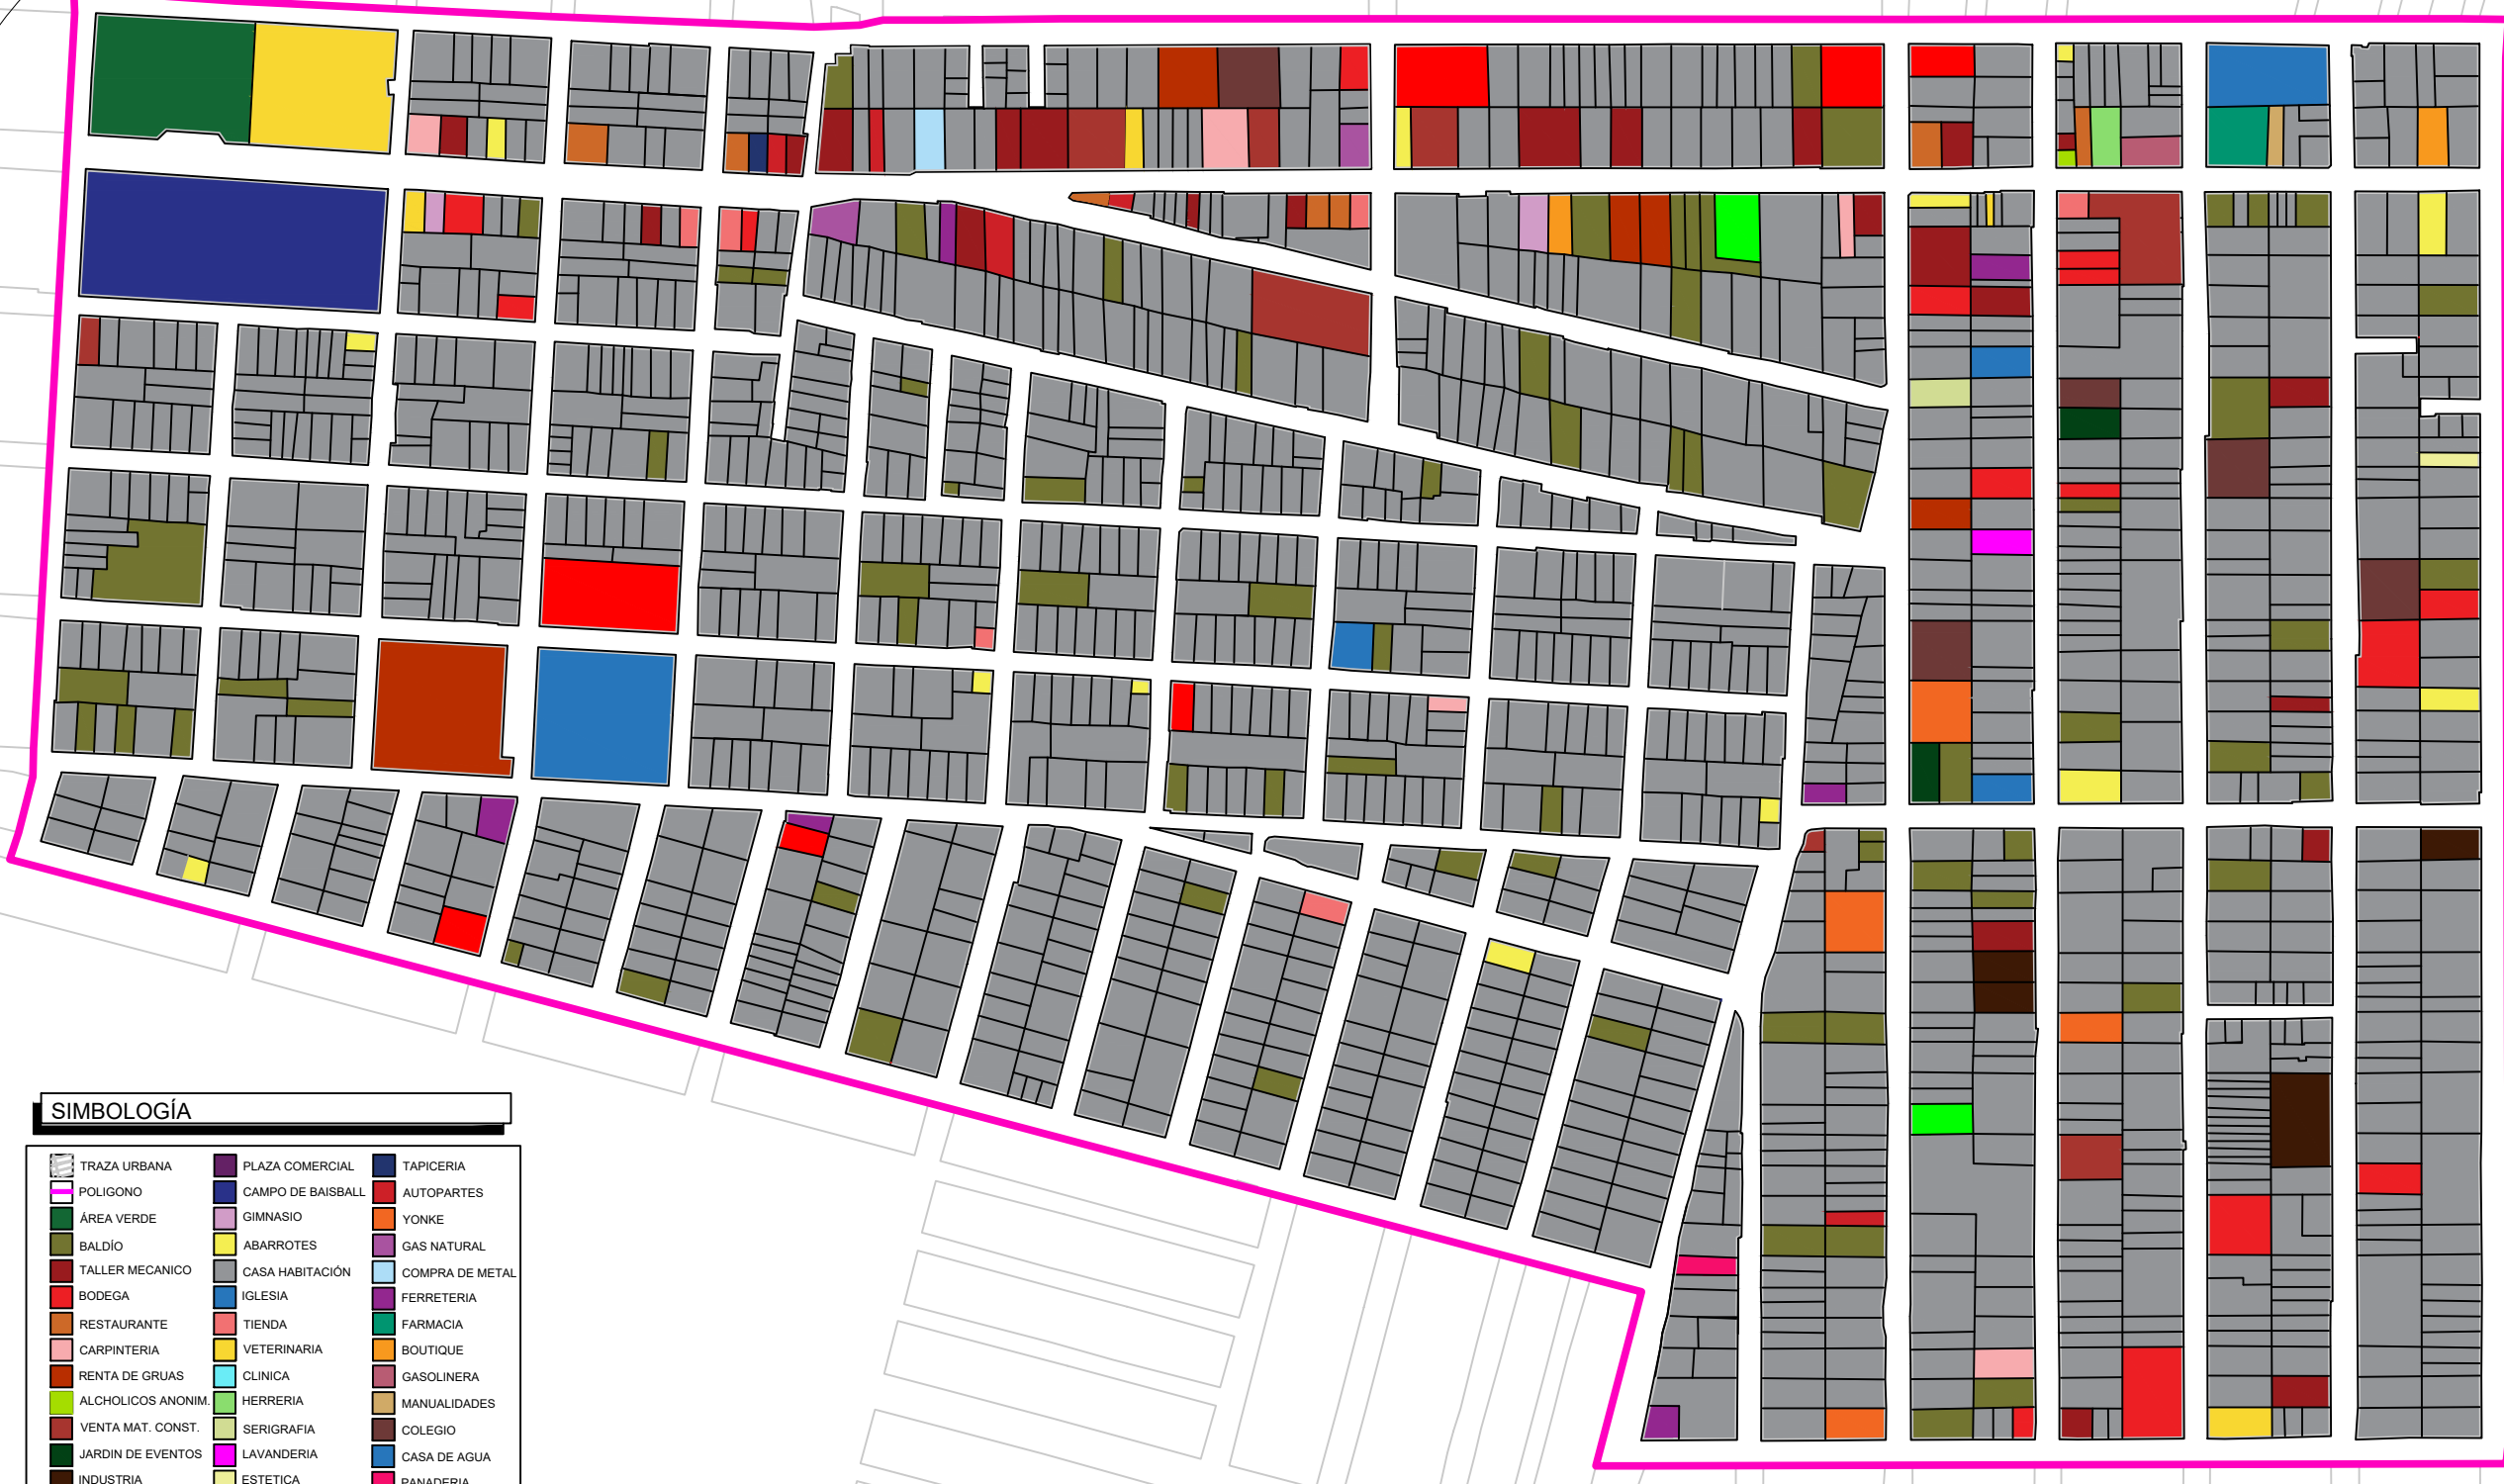 SIMBOLOGÍA
TRAZA URBANA
PLAZA COMERCIAL
TAPICERIA
POLIGONO
CAMPO DE BAISBALL
AUTOPARTES
ÁREA VERDE
GIMNASIO
YONKE
BALDÍO
ABARROTES
GAS NATURAL
TALLER MECANICO
CASA HABITACIÓN
COMPRA DE METAL
BODEGA
IGLESIA
FERRETERIA
RESTAURANTE
TIENDA
FARMACIA
CARPINTERIA
VETERINARIA
BOUTIQUE
RENTA DE GRUAS
CLINICA
GASOLINERA
ALCHOLICOS ANONIM.
HERRERIA
MANUALIDADES
VENTA MAT. CONST.
SERIGRAFIA
COLEGIO
JARDIN DE EVENTOS
LAVANDERIA
CASA DE AGUA
INDUSTRIA
ESTETICA
PANADERIA